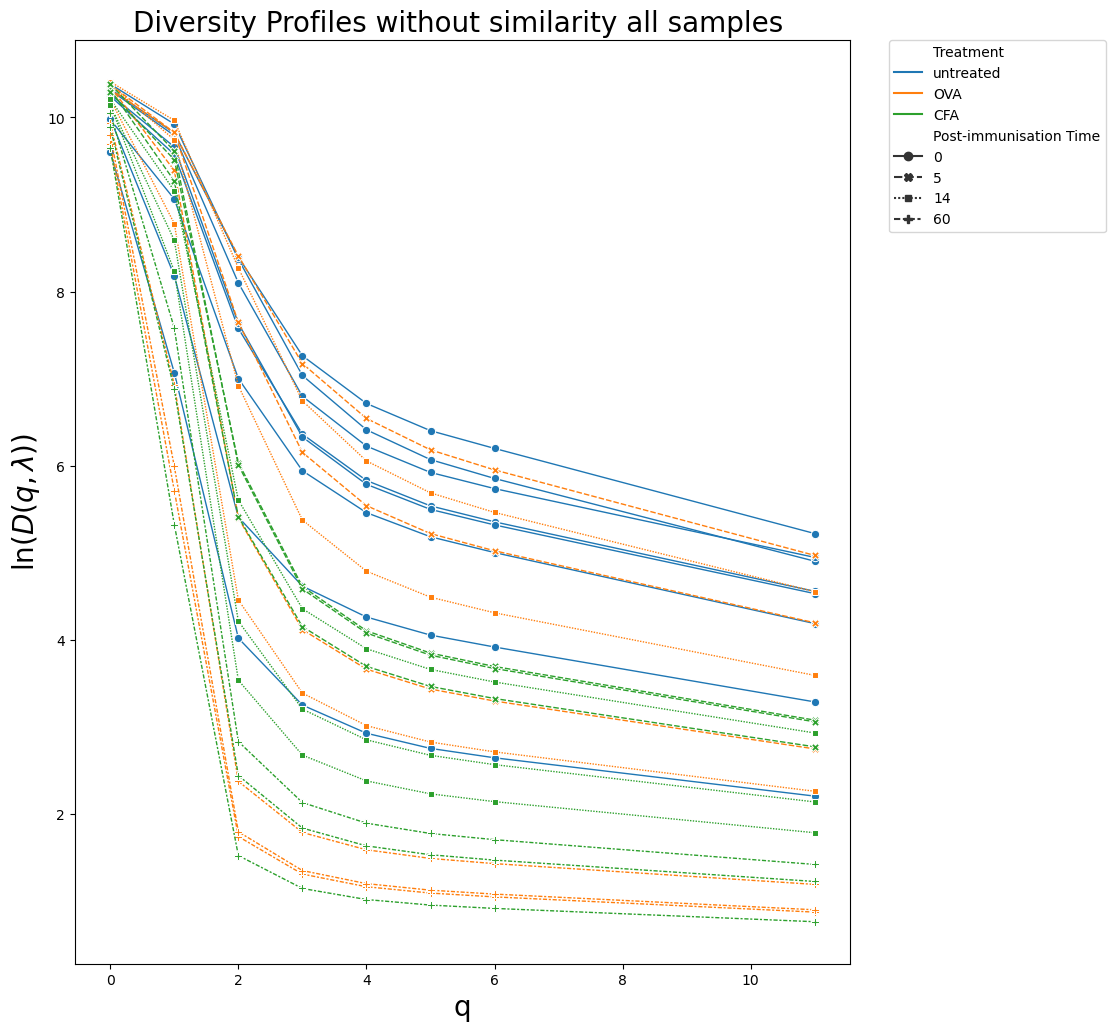 Diversity Profiles without similarity all samples
ln(D(q, λ))
10
8
6
4
2
0 2 4 6 8 10
q
Treatment
untreated
OVA
CFA
Post-immunisation Time
0
5
14
60